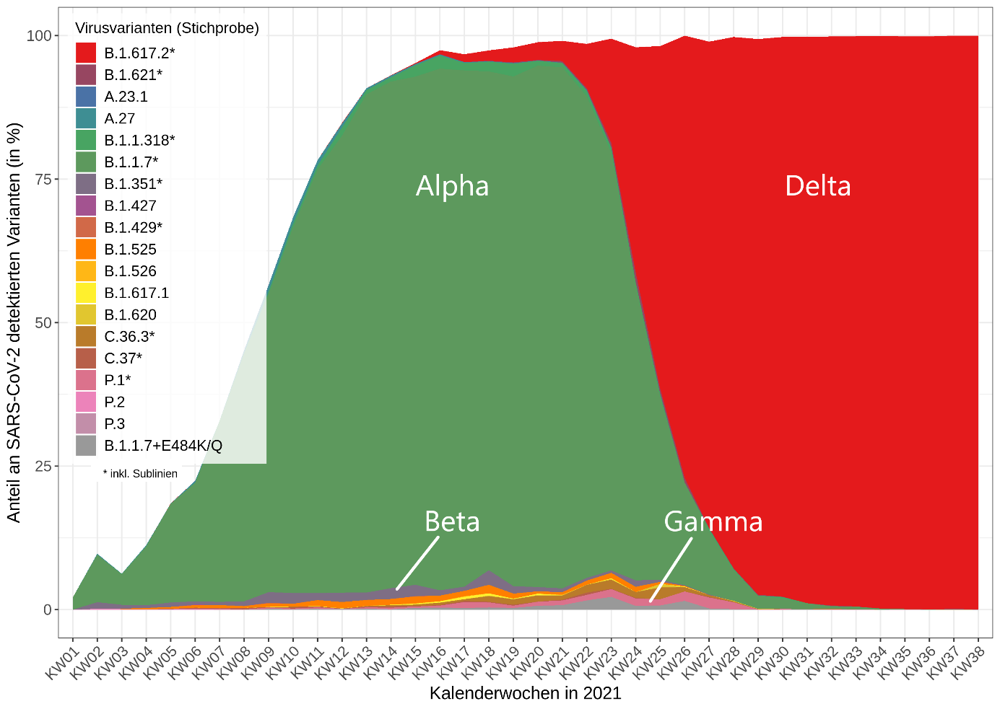 Virusvarianten (Stichprobe)
B.1.617.2*
B.1.621*
A.23.1
A.27
B.1.1.318*
B.1.1.7*
B.1.351*
B.1.427
B.1.429*
B.1.525
B.1.526
B.1.617.1
B.1.620
C.36.3*
C.37*
P.1*
P.2
P.3
B.1.1.7+E484K/Q
* inkl. Sublinien
Anteil an SARS-CoV-2 detektierten Varianten (in %)
100
75
50
25
0
Alpha
Delta
Beta
Gamma
KW01 KW02 KW03 KW04 KW05 KW06 KW07 KW08 KW09 KW10 KW11 KW12 KW13 KW14 KW15 KW16 KW17 KW18 KW19 KW20 KW21 KW22 KW23 KW24 KW25 KW26 KW27 KW28 KW29 KW30 KW31 KW32 KW33 KW34 KW35 KW36 KW37 KW38
Kalenderwochen in 2021